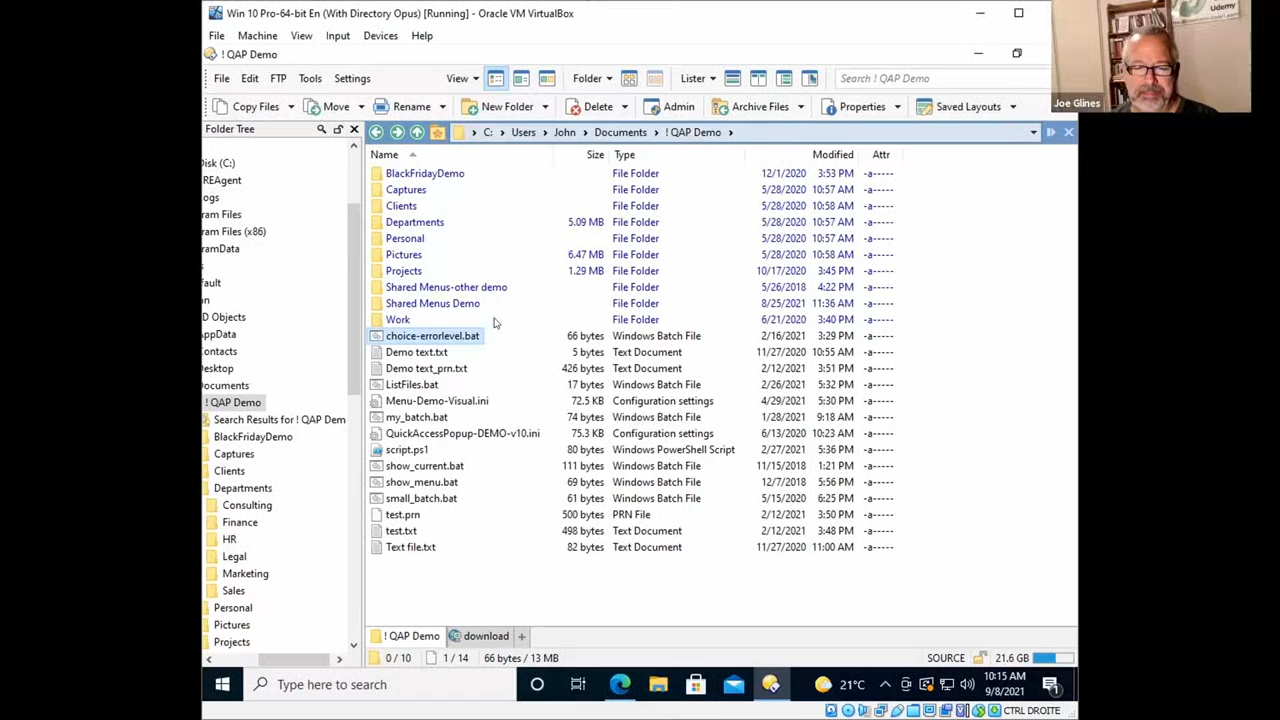 Win 10 Pro-64-bit En (With Directory Opus) [Running] - Oracle VM VirtualBox
File Machine View Input Devices Help
! QAP Demo
File Edit FTP Tools Settings View Folder Lister Search ! QAP Demo
Copy Files Move Rename New Folder Delete Admin Archive Files Properties Saved Layouts
Joe Glines
Udemy
Folder Tree
C: Users John Documents ! QAP Demo
Name Size Type Modified Attr
BlackFridayDemo File Folder 12/1/2020 3:53 PM -a-----
Captures File Folder 5/28/2020 10:57 AM -a-----
Clients File Folder 5/28/2020 10:58 AM -a-----
Departments 5.09 MB File Folder 5/28/2020 10:57 AM -a-----
Personal File Folder 5/28/2020 10:57 AM -a-----
Pictures 6.47 MB File Folder 5/28/2020 10:58 AM -a-----
Projects 1.29 MB File Folder 10/17/2020 3:45 PM -a-----
Shared Menus-other demo File Folder 5/26/2018 4:22 PM -a-----
Shared Menus Demo File Folder 8/25/2021 11:36 AM -a-----
Work File Folder 6/21/2020 3:40 PM -a-----
choice-errorlevel.bat 66 bytes Windows Batch File 2/16/2021 3:29 PM -a-----
Demo text.txt 5 bytes Text Document 11/27/2020 10:55 AM -a-----
Demo text_prn.txt 426 bytes Text Document 2/12/2021 3:51 PM -a-----
ListFiles.bat 17 bytes Windows Batch File 2/26/2021 5:32 PM -a-----
Menu-Demo-Visual.ini 72.5 KB Configuration settings 4/29/2021 5:30 PM -a-----
my_batch.bat 74 bytes Windows Batch File 1/28/2021 9:18 AM -a-----
QuickAccessPopup-DEMO-v10.ini 75.3 KB Configuration settings 6/13/2020 10:23 AM -a-----
script.ps1 80 bytes Windows PowerShell Script 2/27/2021 5:36 PM -a-----
show_current.bat 111 bytes Windows Batch File 11/15/2018 1:21 PM -a-----
show_menu.bat 69 bytes Windows Batch File 12/7/2018 5:56 PM -a-----
small_batch.bat 61 bytes Windows Batch File 5/15/2020 6:25 PM -a-----
test.prn 500 bytes PRN File 2/12/2021 3:50 PM -a-----
test.txt 498 bytes Text Document 2/12/2021 3:48 PM -a-----
Text file.txt 82 bytes Text Document 11/27/2020 11:00 AM -a-----
Disk (C:)
REAgent
ogs
ram Files
ram Files (x86)
ramData
s
fault
an
D Objects
AppData
Contacts
esktop
ocuments
! QAP Demo
Search Results for ! QAP Dem
BlackFridayDemo
Captures
Clients
Departments
Consulting
Finance
HR
Legal
Marketing
Sales
Personal
Pictures
Projects
! QAP Demo download +
0 / 10 1 / 14 66 bytes / 13 MB SOURCE 21.6 GB
Type here to search 21°C 10:15 AM
9/8/2021
1
CTRL DROITE